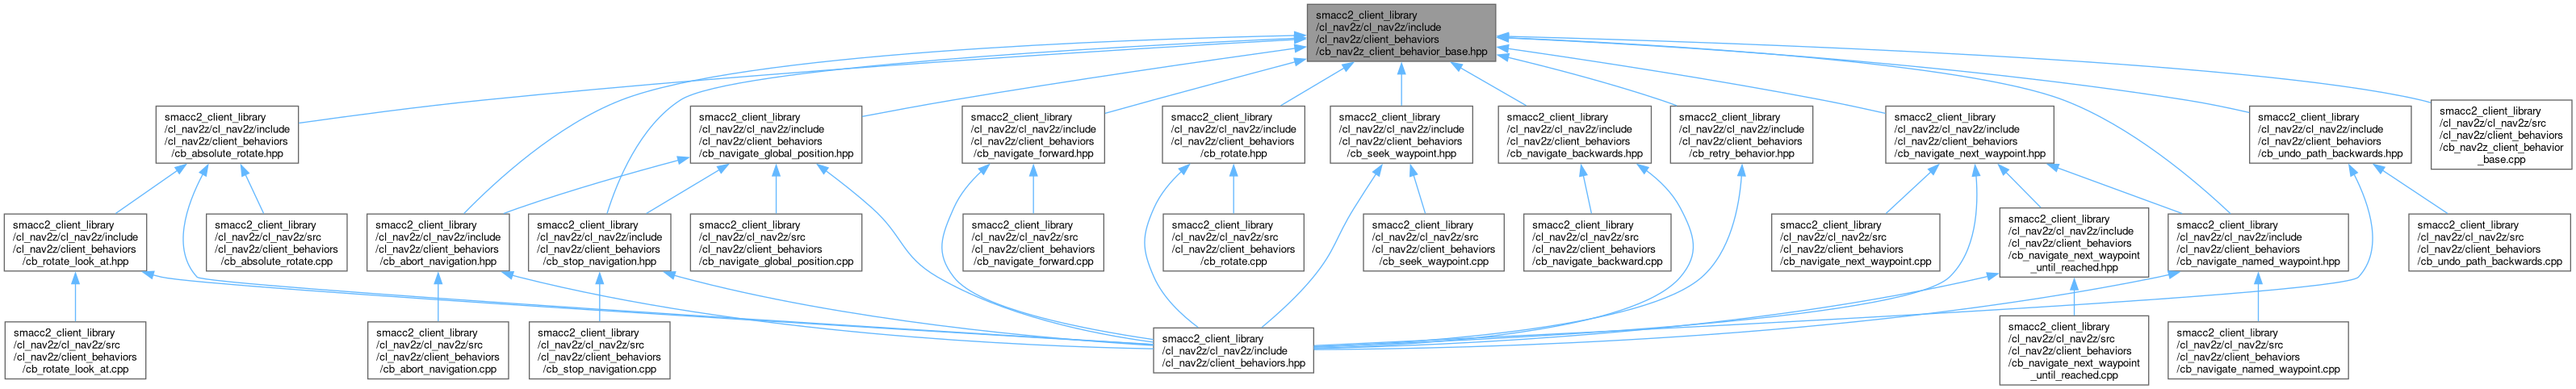 smacc2_client_library
/cl_nav2z/cl_nav2z/include
/cl_nav2z/client_behaviors
/cb_nav2z_client_behavior_base.hpp
smacc2_client_library
/cl_nav2z/cl_nav2z/include
/cl_nav2z/client_behaviors
/cb_absolute_rotate.hpp
smacc2_client_library
/cl_nav2z/cl_nav2z/include
/cl_nav2z/client_behaviors
/cb_navigate_global_position.hpp
smacc2_client_library
/cl_nav2z/cl_nav2z/include
/cl_nav2z/client_behaviors
/cb_navigate_forward.hpp
smacc2_client_library
/cl_nav2z/cl_nav2z/include
/cl_nav2z/client_behaviors
/cb_rotate.hpp
smacc2_client_library
/cl_nav2z/cl_nav2z/include
/cl_nav2z/client_behaviors
/cb_seek_waypoint.hpp
smacc2_client_library
/cl_nav2z/cl_nav2z/include
/cl_nav2z/client_behaviors
/cb_navigate_backwards.hpp
smacc2_client_library
/cl_nav2z/cl_nav2z/include
/cl_nav2z/client_behaviors
/cb_retry_behavior.hpp
smacc2_client_library
/cl_nav2z/cl_nav2z/include
/cl_nav2z/client_behaviors
/cb_navigate_next_waypoint.hpp
smacc2_client_library
/cl_nav2z/cl_nav2z/include
/cl_nav2z/client_behaviors
/cb_undo_path_backwards.hpp
smacc2_client_library
/cl_nav2z/cl_nav2z/src
/cl_nav2z/client_behaviors
/cb_nav2z_client_behavior
_base.cpp
smacc2_client_library
/cl_nav2z/cl_nav2z/include
/cl_nav2z/client_behaviors
/cb_rotate_look_at.hpp
smacc2_client_library
/cl_nav2z/cl_nav2z/src
/cl_nav2z/client_behaviors
/cb_absolute_rotate.cpp
smacc2_client_library
/cl_nav2z/cl_nav2z/include
/cl_nav2z/client_behaviors
/cb_abort_navigation.hpp
smacc2_client_library
/cl_nav2z/cl_nav2z/include
/cl_nav2z/client_behaviors
/cb_stop_navigation.hpp
smacc2_client_library
/cl_nav2z/cl_nav2z/src
/cl_nav2z/client_behaviors
/cb_navigate_global_position.cpp
smacc2_client_library
/cl_nav2z/cl_nav2z/src
/cl_nav2z/client_behaviors
/cb_navigate_forward.cpp
smacc2_client_library
/cl_nav2z/cl_nav2z/src
/cl_nav2z/client_behaviors
/cb_rotate.cpp
smacc2_client_library
/cl_nav2z/cl_nav2z/src
/cl_nav2z/client_behaviors
/cb_seek_waypoint.cpp
smacc2_client_library
/cl_nav2z/cl_nav2z/src
/cl_nav2z/client_behaviors
/cb_navigate_backward.cpp
smacc2_client_library
/cl_nav2z/cl_nav2z/src
/cl_nav2z/client_behaviors
/cb_navigate_next_waypoint.cpp
smacc2_client_library
/cl_nav2z/cl_nav2z/include
/cl_nav2z/client_behaviors
/cb_navigate_next_waypoint
_until_reached.hpp
smacc2_client_library
/cl_nav2z/cl_nav2z/include
/cl_nav2z/client_behaviors
/cb_navigate_named_waypoint.hpp
smacc2_client_library
/cl_nav2z/cl_nav2z/src
/cl_nav2z/client_behaviors
/cb_undo_path_backwards.cpp
smacc2_client_library
/cl_nav2z/cl_nav2z/src
/cl_nav2z/client_behaviors
/cb_rotate_look_at.cpp
smacc2_client_library
/cl_nav2z/cl_nav2z/src
/cl_nav2z/client_behaviors
/cb_abort_navigation.cpp
smacc2_client_library
/cl_nav2z/cl_nav2z/src
/cl_nav2z/client_behaviors
/cb_stop_navigation.cpp
smacc2_client_library
/cl_nav2z/cl_nav2z/include
/cl_nav2z/client_behaviors.hpp
smacc2_client_library
/cl_nav2z/cl_nav2z/src
/cl_nav2z/client_behaviors
/cb_navigate_next_waypoint
_until_reached.cpp
smacc2_client_library
/cl_nav2z/cl_nav2z/src
/cl_nav2z/client_behaviors
/cb_navigate_named_waypoint.cpp